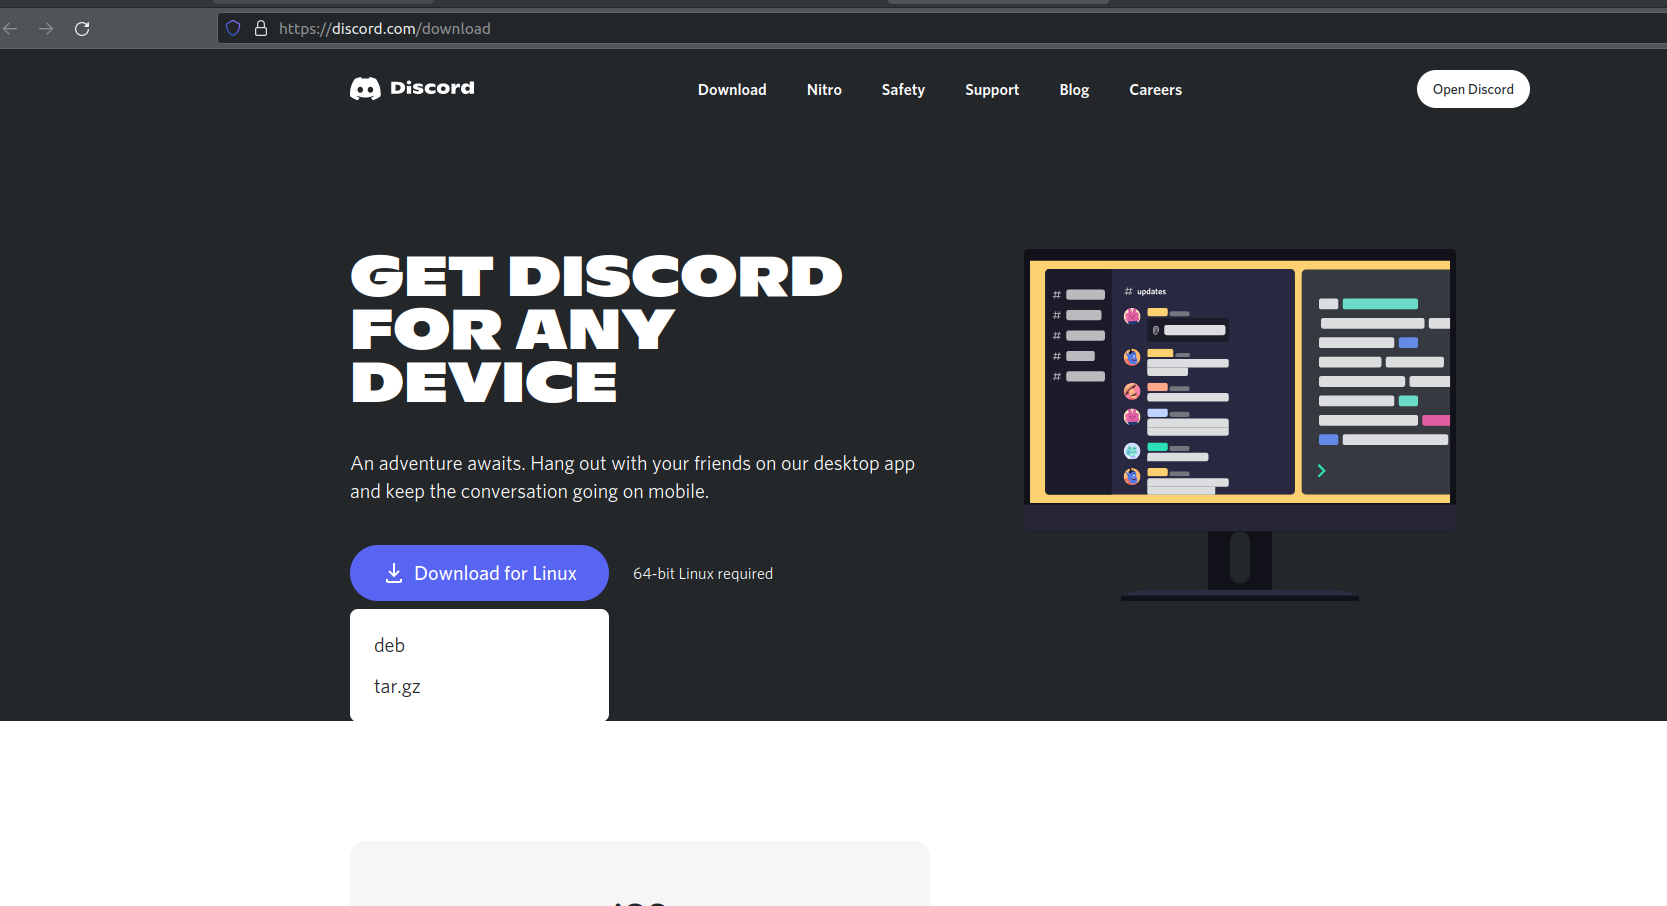 https://discord.com/download
Discord
Download Nitro Safety Support Blog Careers
Open Discord
GET DISCORD
FOR ANY
DEVICE
An adventure awaits. Hang out with your friends on our desktop app
and keep the conversation going on mobile.
Download for Linux
64-bit Linux required
deb
tar.gz
# updates
#
@
#
#
#
#